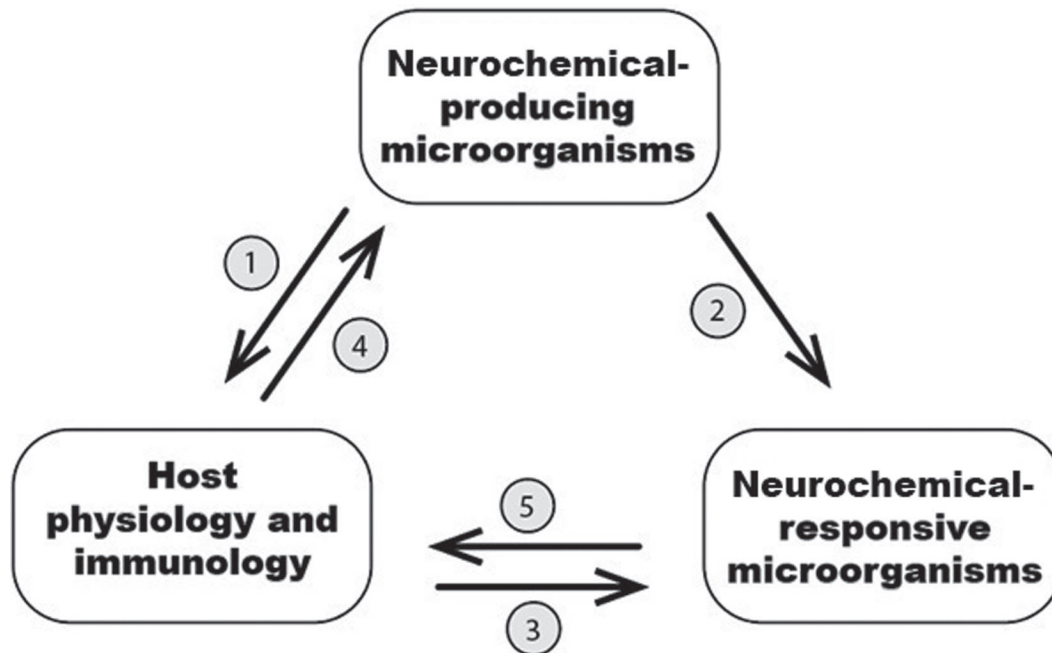 Neurochemical-
producing
microorganisms
1
4
2
Host
physiology and
immunology
5
3
Neurochemical-
responsive
microorganisms